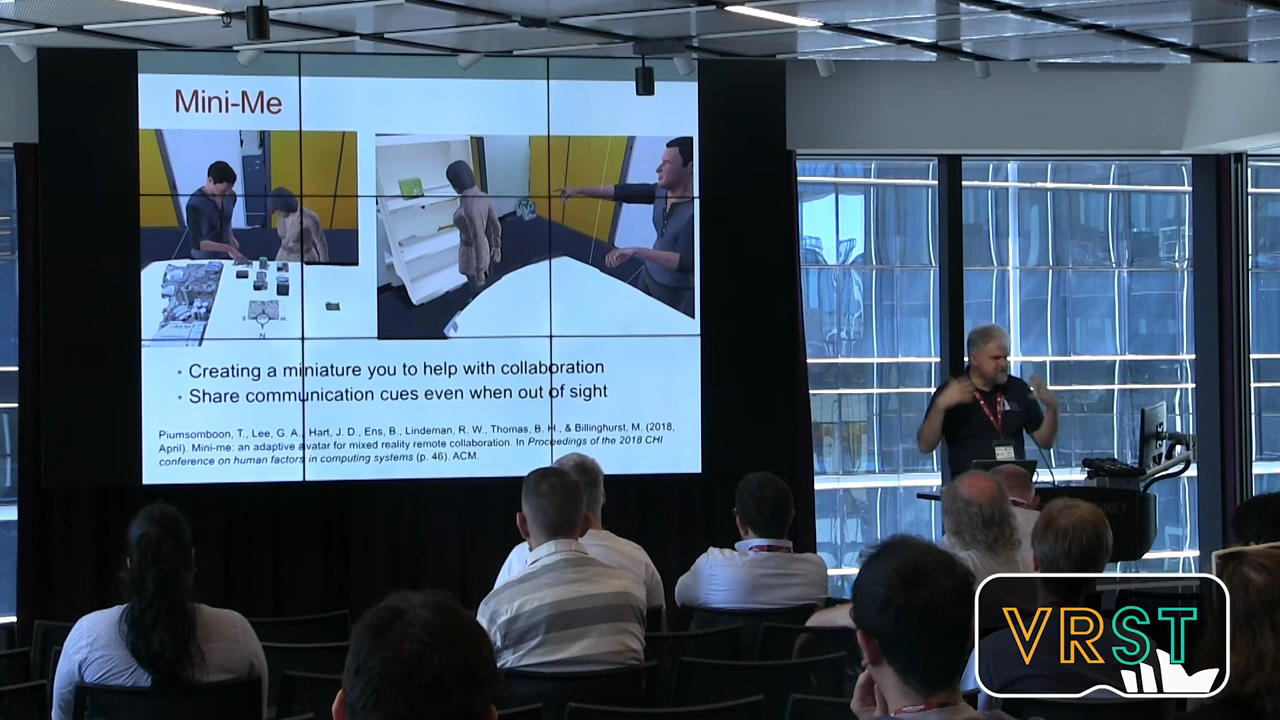 Mini-Me
• Creating a miniature you to help with collaboration
• Share communication cues even when out of sight
Piumsomboon, T., Lee, G. A., Hart, J. D., Ens, B., Lindeman, R. W., Thomas, B. H., & Billinghurst, M. (2018,
April). Mini-me: an adaptive avatar for mixed reality remote collaboration. In Proceedings of the 2018 CHI
conference on human factors in computing systems (p. 46). ACM.
VRST